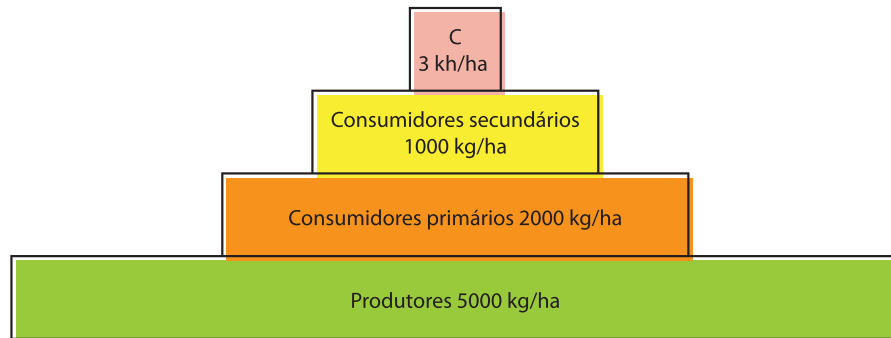 C
3 kh/ha
Consumidores secundários
1000 kg/ha
Consumidores primários 2000 kg/ha
Produtores 5000 kg/ha